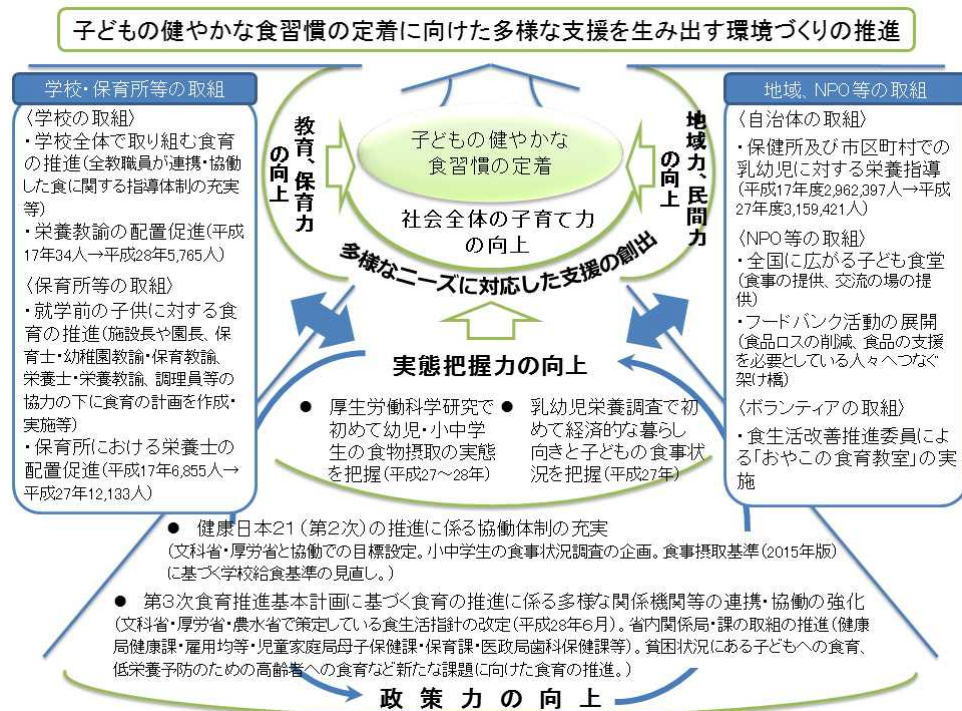 子どもの健やかな食習慣の定着に向けた多様な支援を生み出す環境づくりの推進
学校・保育所等の取組
〈学校の取組〉
・学校全体で取り組む食育
の推進(全教職員が連携・協働
した食に関する指導体制の充実
等)
・栄養教諭の配置促進(平成
17年34人→平成28年5,765人)
〈保育所等の取組〉
・就学前の子供に対する食
育の推進(施設長や園長、保
育士・幼稚園教諭・保育教諭、
栄養士・栄養教諭、調理員等の
協力の下に食育の計画を作成・
実施等)
・保育所における栄養士の
配置促進(平成17年6,855人→
平成27年12,133人)
教育、保育力
の向上
子どもの健やかな
食習慣の定着
社会全体の子育て力
の向上
地域力、民間力
の向上
多様なニーズに対応した支援の創出
地域、NPO等の取組
〈自治体の取組〉
・保健所及び市区町村での
乳幼児に対する栄養指導
(平成17年度2,962,397人→平成
27年度3,159,421人)
〈NPO等の取組〉
・全国に広がる子ども食堂
(食事の提供、交流の場の提
供)
・フードバンク活動の展開
(食品ロスの削減、食品の支援
を必要としている人々へつなぐ
架け橋)
〈ボランティアの取組〉
・食生活改善推進委員によ
る「おやこの食育教室」の実
施
実態把握力の向上
● 厚生労働科学研究で
初めて幼児・小中学
生の食物摂取の実態
を把握(平成27～28年)
● 乳幼児栄養調査で初
めて経済的な暮らし
向きと子どもの食事状
況を把握(平成27年)
● 健康日本21(第2次)の推進に係る協働体制の充実
(文科省・厚労省と協働での目標設定。小中学生の食事状況調査の企画。食事摂取基準(2015年版)
に基づく学校給食基準の見直し。)
● 第3次食育推進基本計画に基づく食育の推進に係る多様な関係機関等の連携・協働の強化
(文科省・厚労省・農水省で策定している食生活指針の改定(平成28年6月)。省内関係局・課の取組の推進(健康
局健康課・雇用均等・児童家庭局母子保健課・保育課・医政局歯科保健課等)。貧困状況にある子どもへの食育、
低栄養予防のための高齢者への食育など新たな課題に向けた食育の推進。)
政策力の向上